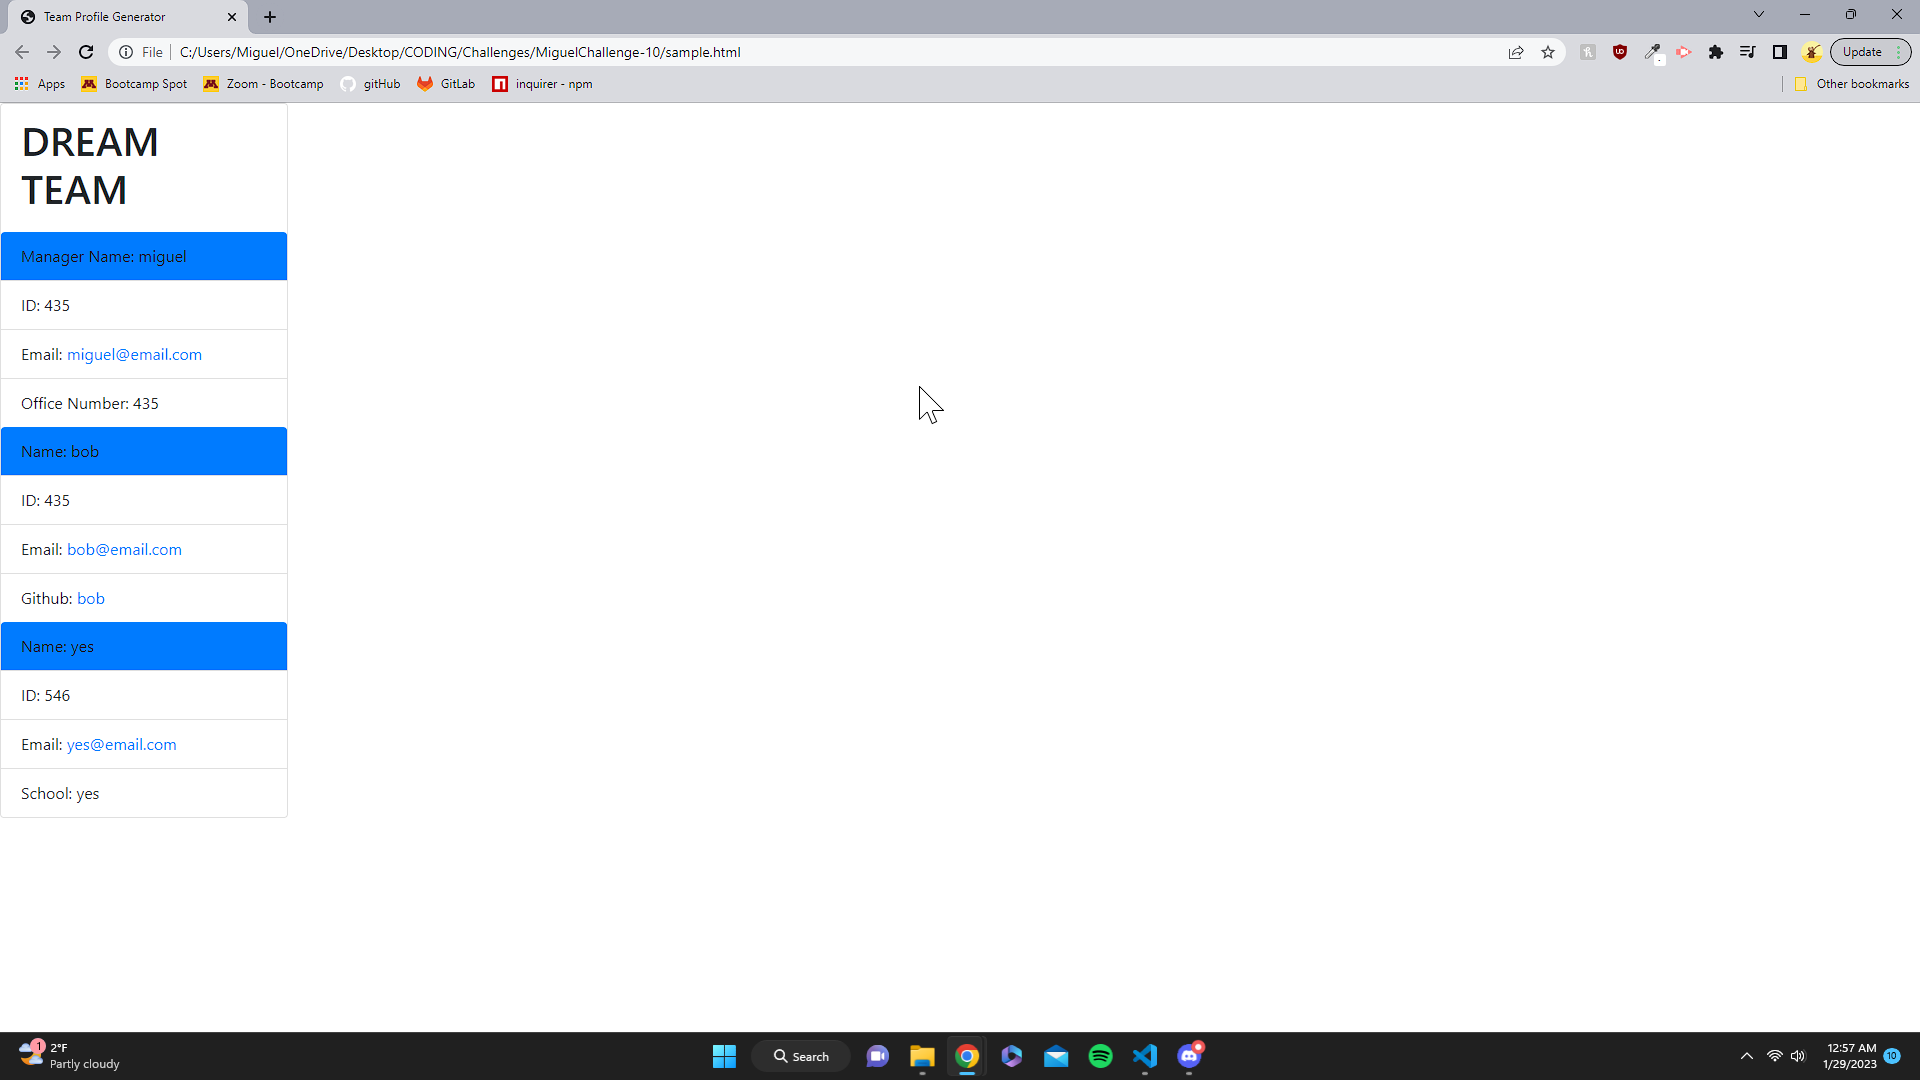 Team Profile Generator
File
C:/Users/Miguel/OneDrive/Desktop/CODING/Challenges/MiguelChallenge-10/sample.html
Update
Apps
Bootcamp Spot
Zoom - Bootcamp
gitHub
GitLab
inquirer - npm
Other bookmarks
DREAM
TEAM
Manager Name: miguel
ID: 435
Email: miguel@email.com
Office Number: 435
Name: bob
ID: 435
Email: bob@email.com
Github: bob
Name: yes
ID: 546
Email: yes@email.com
School: yes
1
2°F
Partly cloudy
Search
12:57 AM
1/29/2023
10